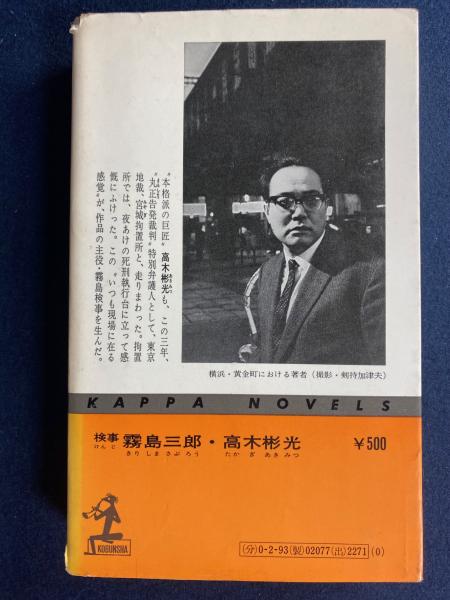 〝本格派の巨匠〟高木彬光も、この三年、
〝丸正告発裁判〟特別弁護人として、東京
地裁、宮城拘置所と、走りまわった。拘置
所では、夜あけの死刑執行台に立って感
慨にふけった。この〝いつも現場に在る
感覚〟が、作品の主役・霧島検事を生んだ。
横浜・黄金町における著者(撮影・剣持加津夫)
KAPPA NOVELS
検事 霧島三郎・高木彬光 ¥500
けんじ きりしまさぶろう たかぎあきみつ
KOBUNSHA
(分)0-2-93(製)02077(出)2271(0)